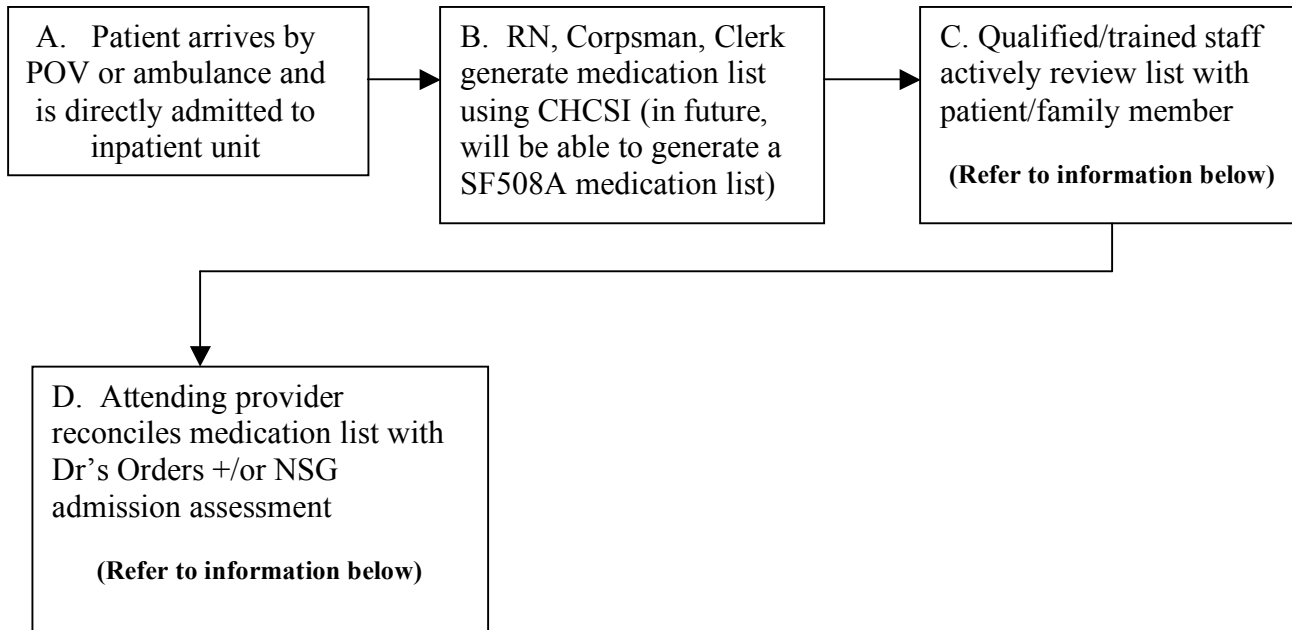 A. Patient arrives by
POV or ambulance and
is directly admitted to
inpatient unit
B. RN, Corpsman, Clerk
generate medication list
using CHCSI (in future,
will be able to generate a
SF508A medication list)
C. Qualified/trained staff
actively review list with
patient/family member
(Refer to information below)
D. Attending provider
reconciles medication list with
Dr’s Orders +/or NSG
admission assessment
(Refer to information below)